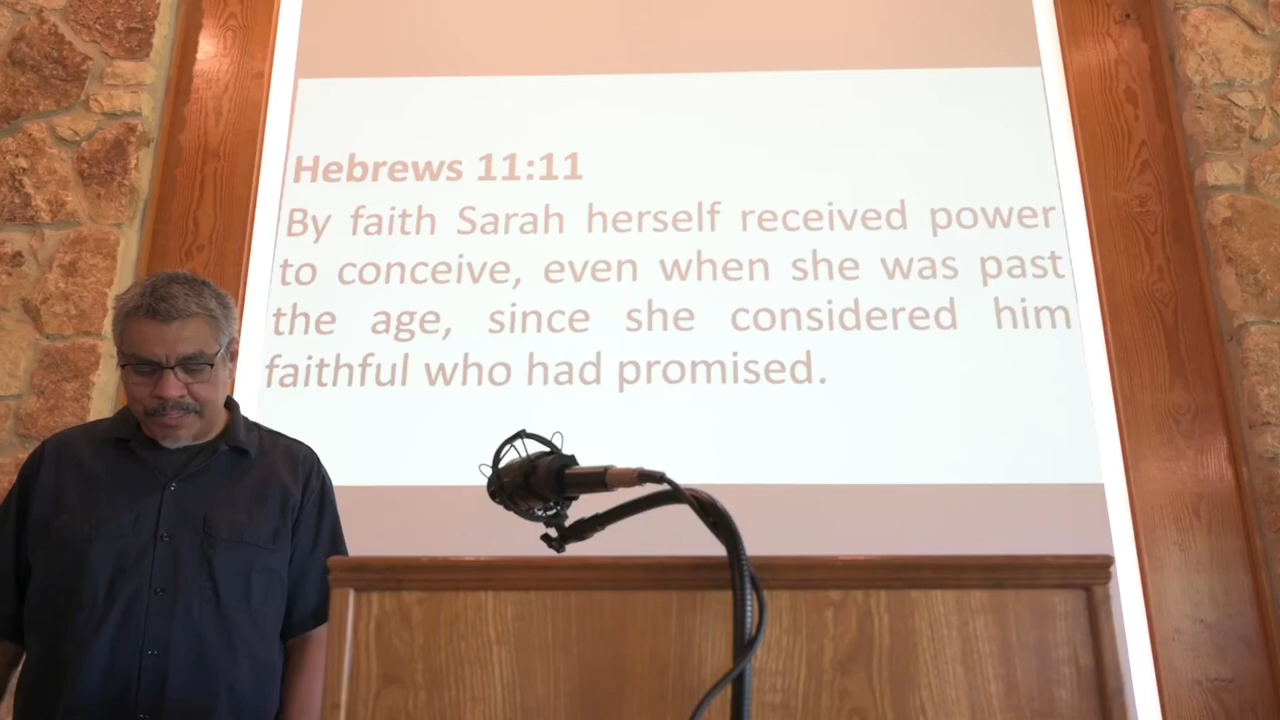 Hebrews 11:11
By faith Sarah herself received power
to conceive, even when she was past
the age, since she considered him
faithful who had promised.